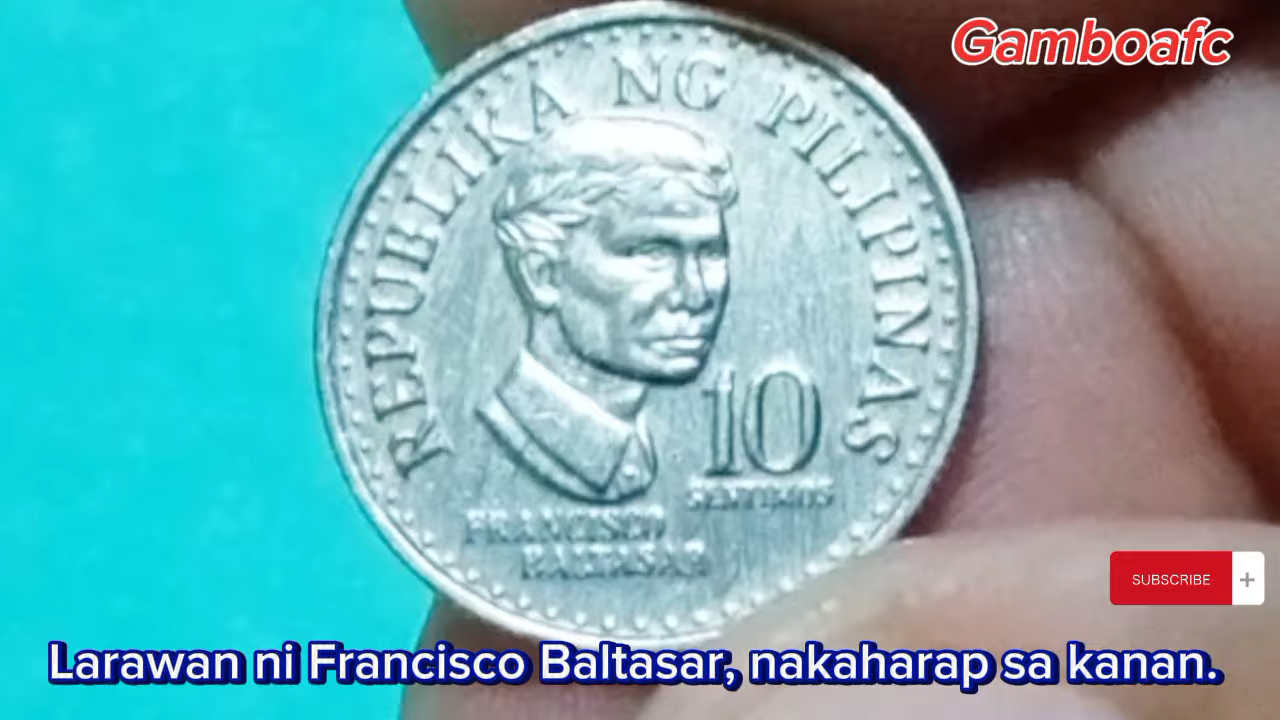 Gamboafc
REPUBLIKA NG PILIPINAS
10
SENTIMOS
FRANCISCO
BALTASAR
SUBSCRIBE +
Larawan ni Francisco Baltasar, nakaharap sa kanan.